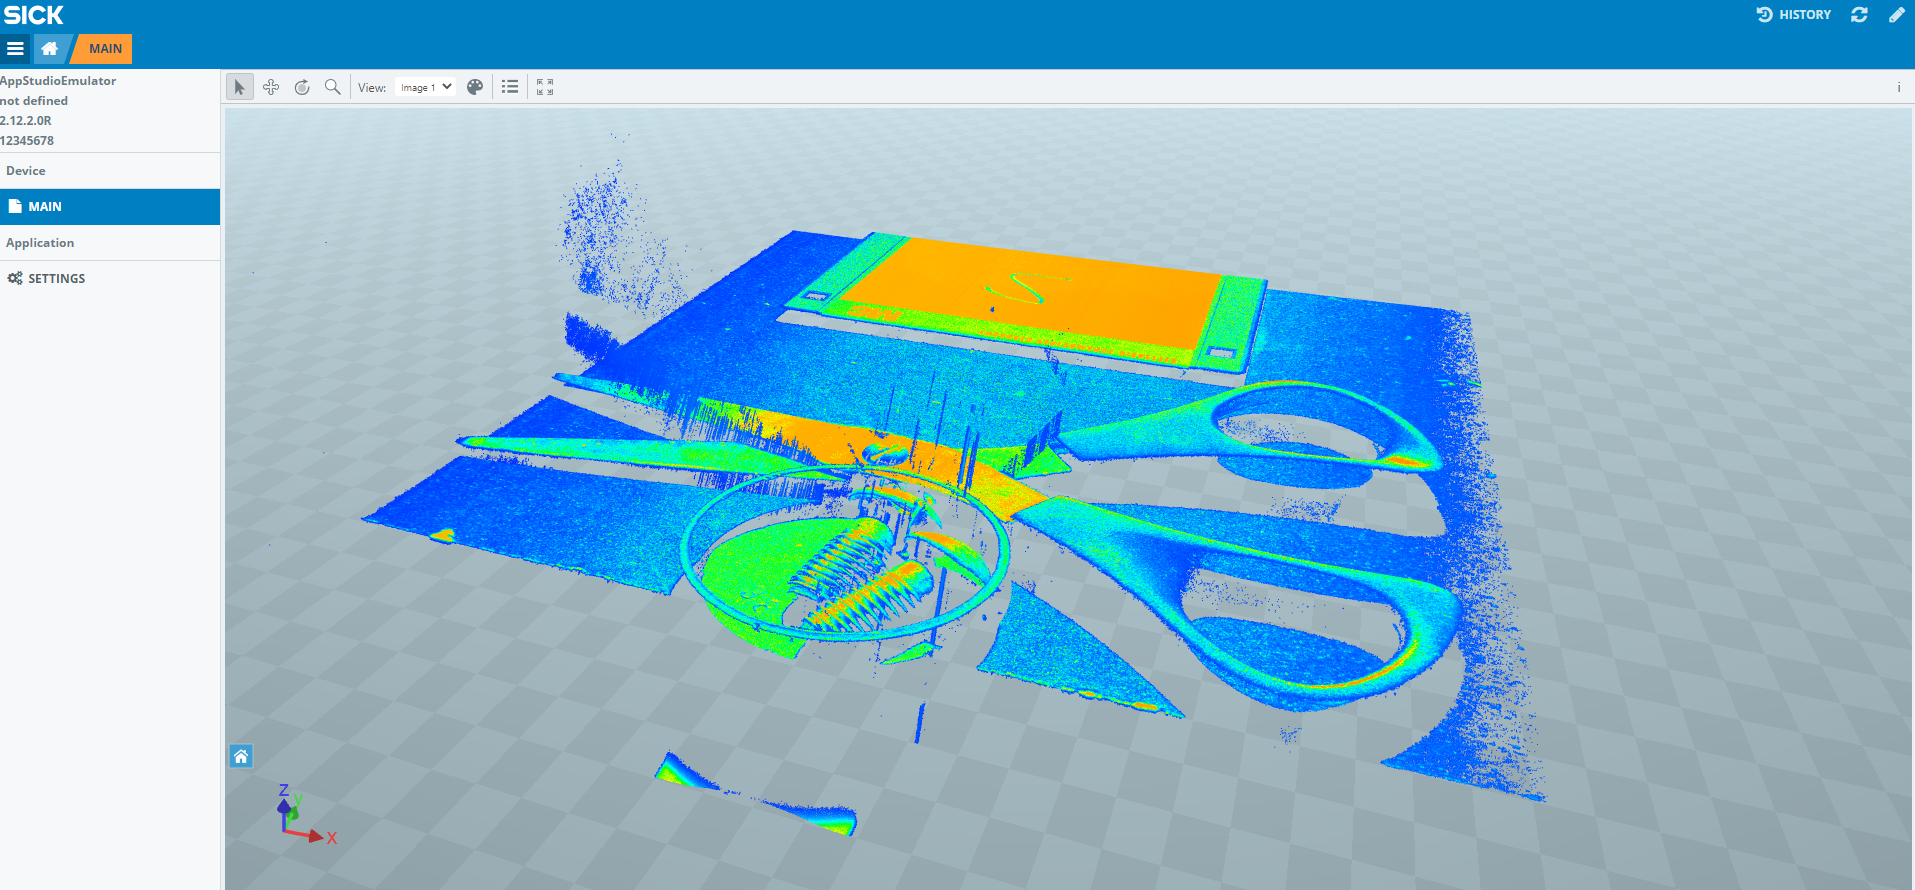 SICK
HISTORY
MAIN
AppStudioEmulator
not defined
2.12.2.0R
12345678
View:
Image 1
i
Device
MAIN
Application
SETTINGS
Z
y
X